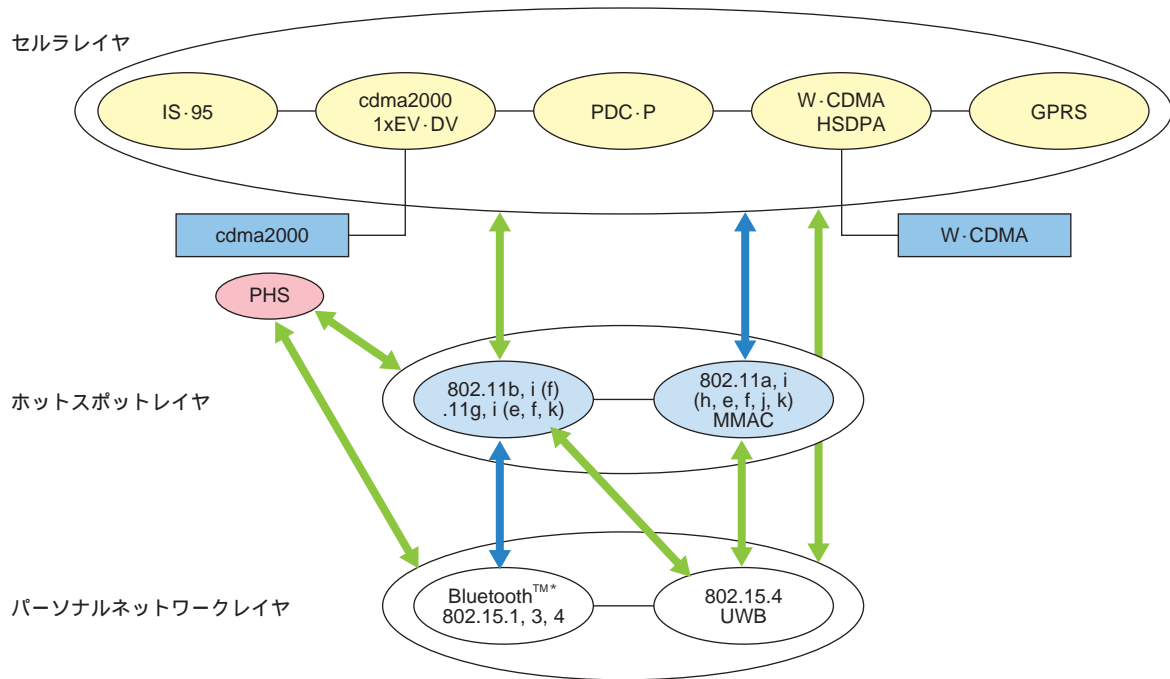 セルラレイヤ
IS·95
cdma2000
1xEV·DV
PDC·P
W·CDMA
HSDPA
GPRS
cdma2000
W·CDMA
PHS
ホットスポットレイヤ
802.11b, i (f)
.11g, i (e, f, k)
802.11a, i
(h, e, f, j, k)
MMAC
パーソナルネットワークレイヤ
Bluetooth™*
802.15.1, 3, 4
802.15.4
UWB